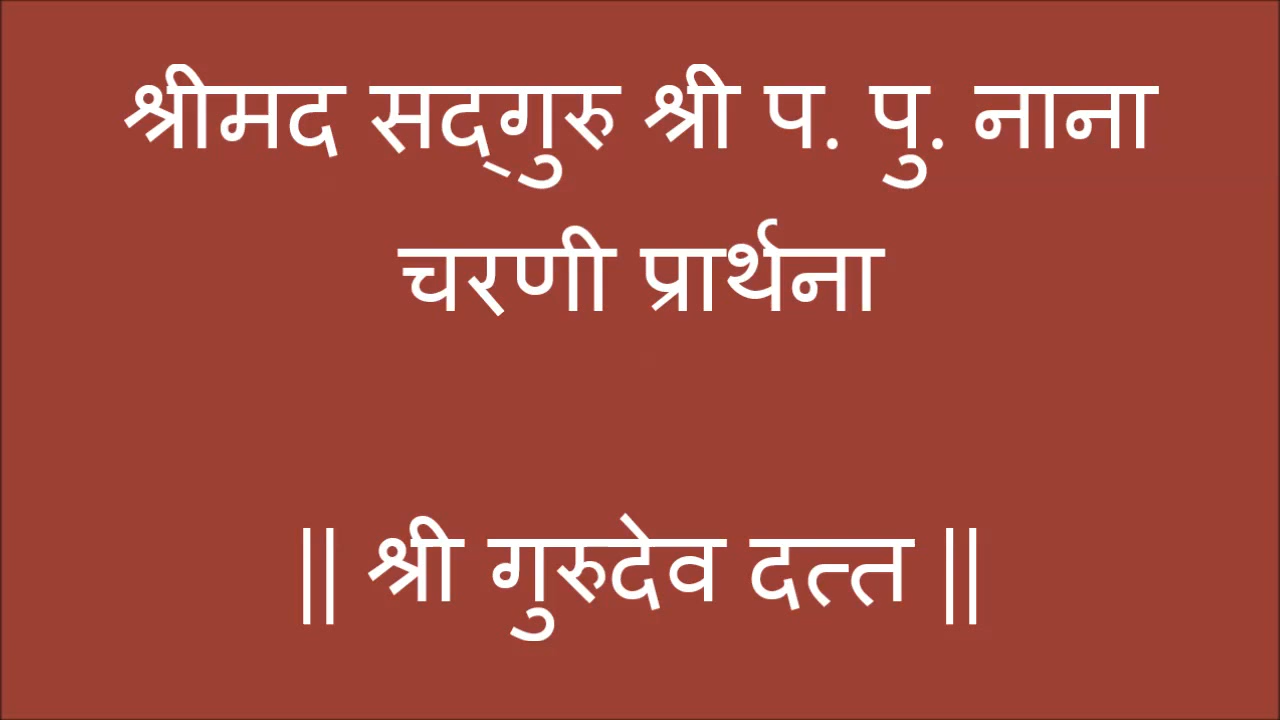 श्रीमद सद्‌गुरु श्री प. पु. नाना
चरणी प्रार्थना
|| श्री गुरुदेव दत्त ||